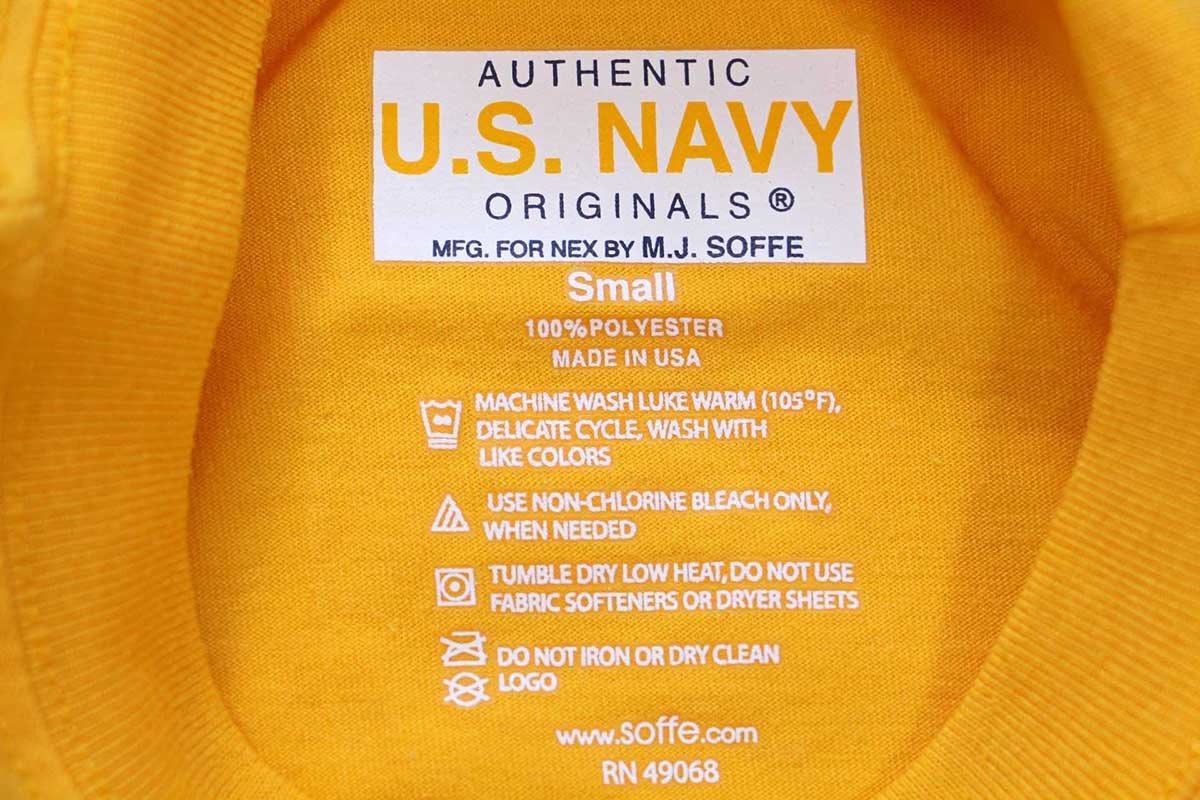 AUTHENTIC
U.S. NAVY
ORIGINALS ®
MFG. FOR NEX BY M.J. SOFFE
Small
100% POLYESTER
MADE IN USA
MACHINE WASH LUKE WARM (105°F),
DELICATE CYCLE, WASH WITH
LIKE COLORS
USE NON-CHLORINE BLEACH ONLY,
WHEN NEEDED
TUMBLE DRY LOW HEAT, DO NOT USE
FABRIC SOFTENERS OR DRYER SHEETS
DO NOT IRON OR DRY CLEAN
LOGO
www.soffe.com
RN 49068